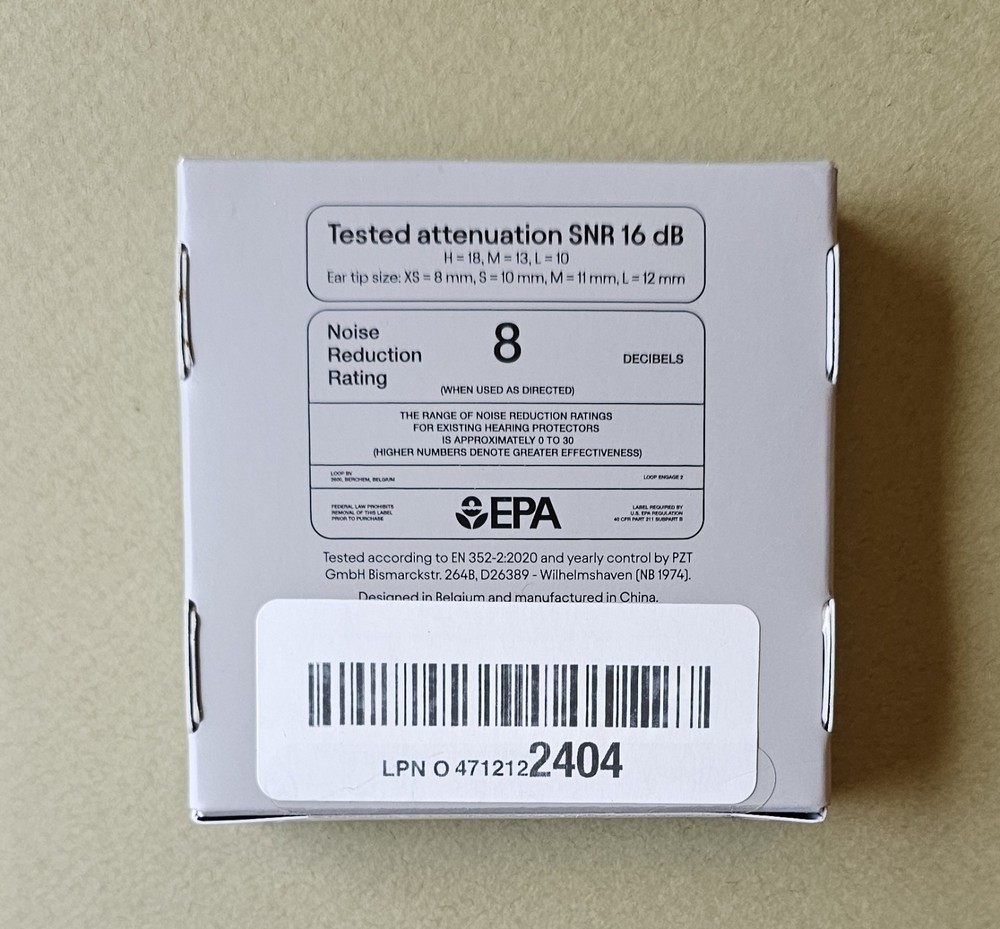 Tested attenuation SNR 16 dB
H = 18, M = 13, L = 10
Ear tip size: XS = 8 mm, S = 10 mm, M = 11 mm, L = 12 mm
Noise
Reduction
Rating
8
DECIBELS
(WHEN USED AS DIRECTED)
THE RANGE OF NOISE REDUCTION RATINGS
FOR EXISTING HEARING PROTECTORS
IS APPROXIMATELY 0 TO 30
(HIGHER NUMBERS DENOTE GREATER EFFECTIVENESS)
LOOP BV
2600, BERCHEM, BELGIUM
LOOP ENGAGE 2
FEDERAL LAW PROHIBITS
REMOVAL OF THIS LABEL
PRIOR TO PURCHASE
EPA
LABEL REQUIRED BY
U.S. EPA REGULATION
40 CFR PART 211 SUBPART B
Tested according to EN 352-2:2020 and yearly control by PZT
GmbH Bismarckstr. 264B, D26389 - Wilhelmshaven (NB 1974).
Designed in Belgium and manufactured in China.
LPN O 4712122404